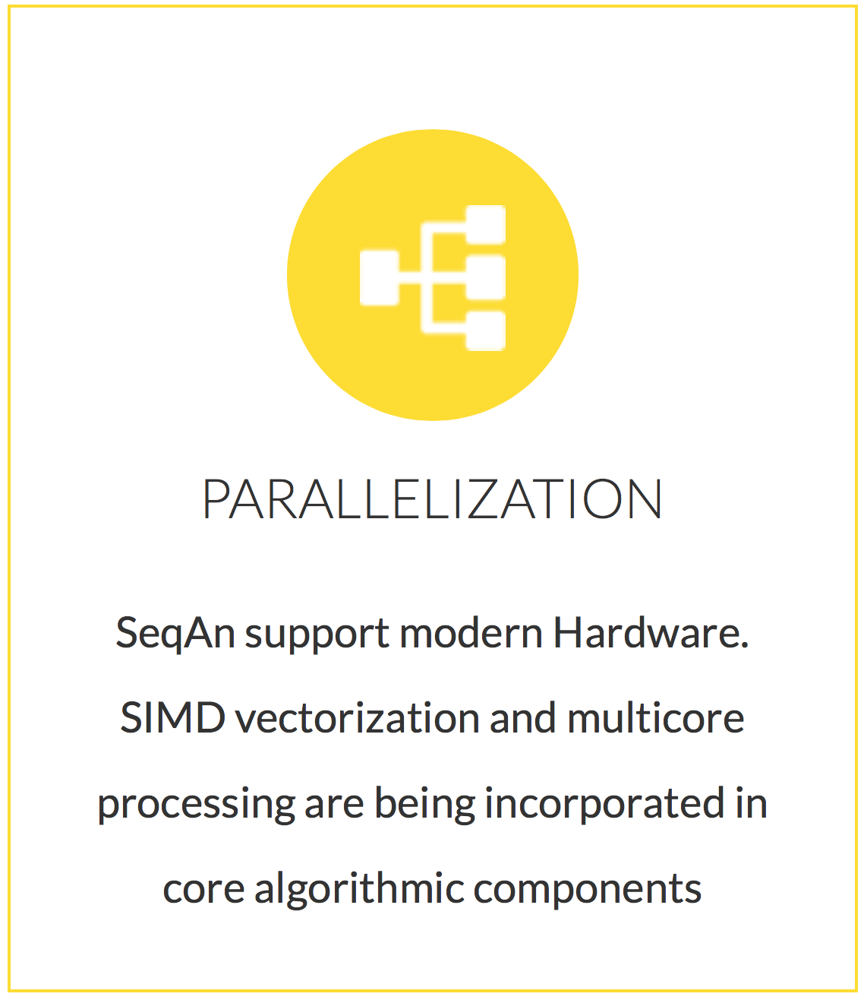 PARALLELIZATION
SeqAn support modern Hardware.
SIMD vectorization and multicore
processing are being incorporated in
core algorithmic components